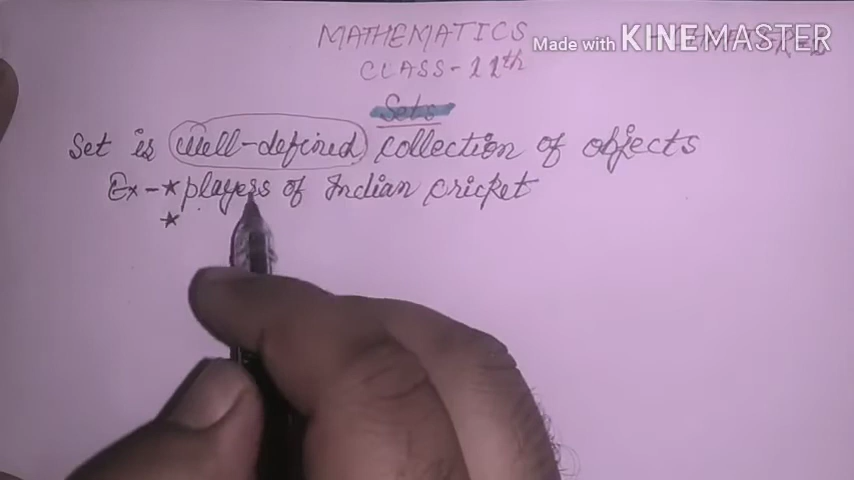 MATHEMATICS
Made with KINEMASTER
CLASS-11th
Sets
Set is well-defined collection of objects
Ex-*players of Indian cricket
*